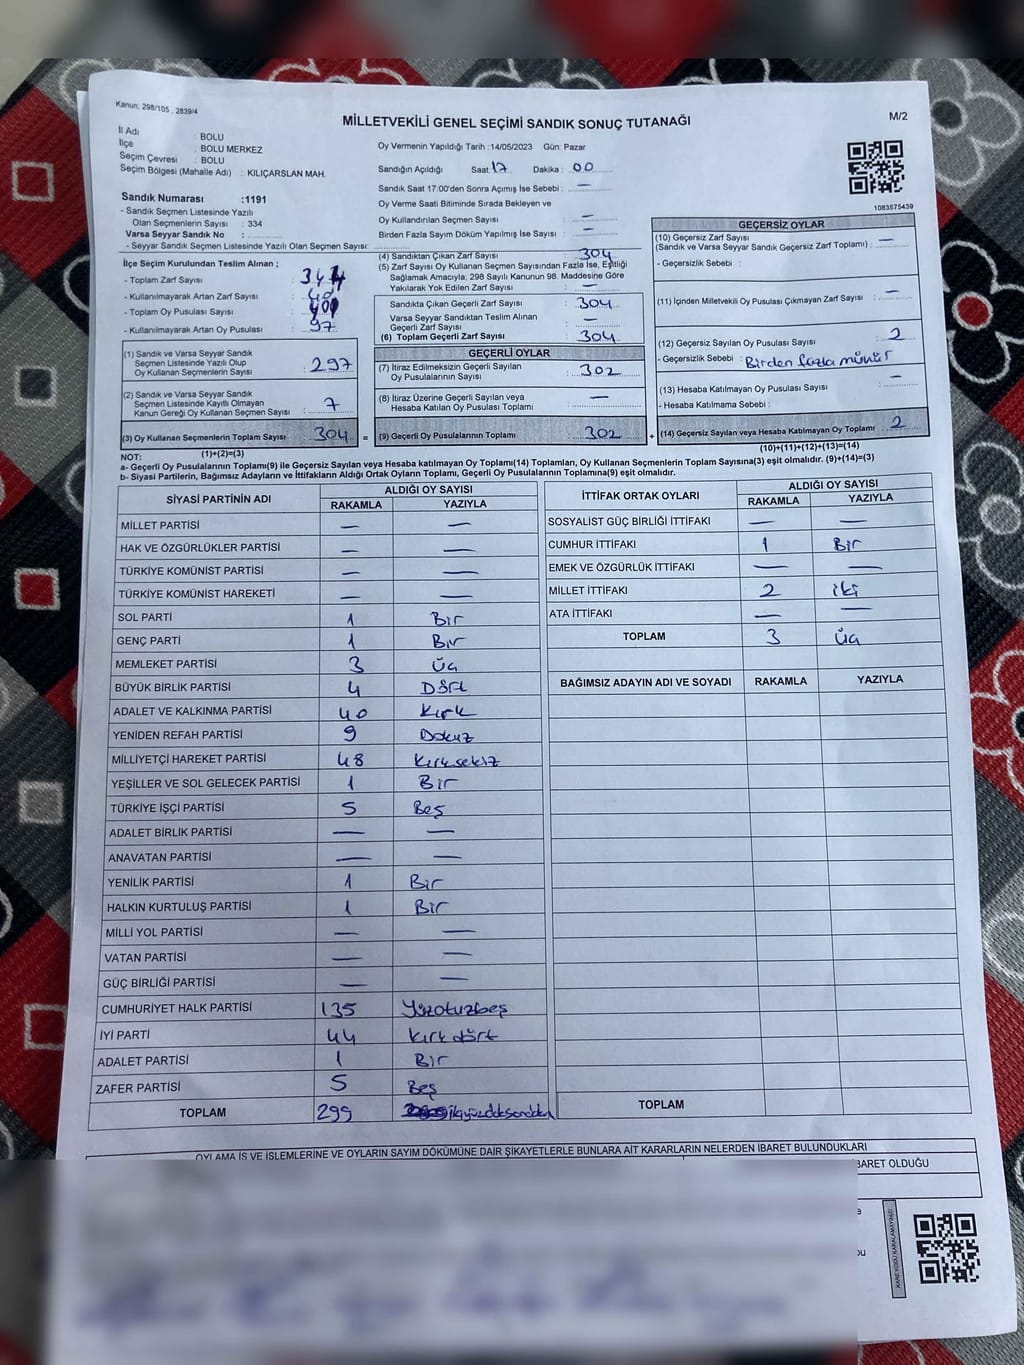 Kanun: 298/105 , 2839/4
MİLLETVEKİLİ GENEL SEÇİMİ SANDIK SONUÇ TUTANAĞI
M/2
İl Adı : BOLU
İlçe : BOLU MERKEZ
Seçim Çevresi : BOLU
Seçim Bölgesi (Mahalle Adı) : KILIÇARSLAN MAH.
Oy Vermenin Yapıldığı Tarih : 14/05/2023 Gün: Pazar
Sandığın Açıldığı Saat: 17 Dakika : 00
Sandık Saat 17:00'den Sonra Açımış İse Sebebi : —
Oy Verme Saati Bitiminde Sırada Bekleyen ve
Oy Kullandırılan Seçmen Sayısı : —
Birden Fazla Sayım Döküm Yapılmış İse Sayısı : —
1083575439
Sandık Numarası :1191
- Sandık Seçmen Listesinde Yazılı
Olan Seçmenlerin Sayısı : 334
Varsa Seyyar Sandık No :
- Seyyar Sandık Seçmen Listesinde Yazılı Olan Seçmen Sayısı:
İlçe Seçim Kurulundan Teslim Alınan ;
- Toplam Zarf Sayısı :
- Kullanılmayarak Artan Zarf Sayısı : 40
- Toplam Oy Pusulası :
- Kullanılmayarak Artan Oy Pusulası : 97
(1) Sandık ve Varsa Seyyar Sandık
Seçmen Listesinde Yazılı Olup
Oy Kullanan Seçmenlerin Sayısı : 297
(2) Sandık ve Varsa Seyyar Sandık
Seçmen Listesinde Kayıtlı Olmayan
Kanun Gereği Oy Kullanan Seçmen Sayısı : 7
(3) Oy Kullanan Seçmenlerin Toplam Sayısı 304 =
(1)+(2)=(3)
(4) Sandıktan Çıkan Zarf Sayısı : 304
(5) Zarf Sayısı Oy Kullanan Seçmen Sayısından Fazla İse, Eşitliği
Sağlamak Amacıyla, 298 Sayılı Kanunun 98. Maddesine Göre
Yakılarak Yok Edilen Zarf Sayısı : —
Sandıkta Çıkan Geçerli Zarf Sayısı : 304
Varsa Seyyar Sandıktan Teslim Alınan
Geçerli Zarf Sayısı : —
(6) Toplam Geçerli Zarf Sayısı : 304
GEÇERLİ OYLAR
(7) İtiraz Edilmeksizin Geçerli Sayılan
Oy Pusulalarının Sayısı : 302
(8) İtiraz Üzerine Geçerli Sayılan veya
Hesaba Katılan Oy Pusulası Toplamı : —
(9) Geçerli Oy Pusulalarının Toplamı : 302 +
GEÇERSİZ OYLAR
(10) Geçersiz Zarf Sayısı
(Sandık ve Varsa Seyyar Sandık Geçersiz Zarf Toplamı) : —
- Geçersizlik Sebebi :
(11) İçinden Milletvekili Oy Pusulası Çıkmayan Zarf Sayısı : —
(12) Geçersiz Sayılan Oy Pusulası Sayısı : 2
- Geçersizlik Sebebi : Birden fazla mühür
(13) Hesaba Katılmayan Oy Pusulası Sayısı : —
- Hesaba Katılmama Sebebi :
(14) Geçersiz Sayılan veya Hesaba Katılmayan Oy Toplamı : 2
(10)+(11)+(12)+(13)=(14)
NOT:
a- Geçerli Oy Pusulalarının Toplamı(9) ile Geçersiz Sayılan veya Hesaba katılmayan Oy Toplamı(14) Toplamları, Oy Kullanan Seçmenlerin Toplam Sayısına(3) eşit olmalıdır. (9)+(14)=(3)
b- Siyasi Partilerin, Bağımsız Adayların ve İttifakların Aldığı Ortak Oyların Toplamı, Geçerli Oy Pusulalarının Toplamına(9) eşit olmalıdır.
SİYASİ PARTİNİN ADI ALDIĞI OY SAYISI
RAKAMLA YAZIYLA
MİLLET PARTİSİ — —
HAK VE ÖZGÜRLÜKLER PARTİSİ — —
TÜRKİYE KOMÜNİST PARTİSİ — —
TÜRKİYE KOMÜNİST HAREKETİ — —
SOL PARTİ 1 Bir
GENÇ PARTİ 1 Bir
MEMLEKET PARTİSİ 3 Üç
BÜYÜK BİRLİK PARTİSİ 4 Dört
ADALET VE KALKINMA PARTİSİ 40 Kırk
YENİDEN REFAH PARTİSİ 9 Dokuz
MİLLİYETÇİ HAREKET PARTİSİ 48 Kırksekiz
YEŞİLLER VE SOL GELECEK PARTİSİ 1 Bir
TÜRKİYE İŞÇİ PARTİSİ 5 Beş
ADALET BİRLİK PARTİSİ — —
ANAVATAN PARTİSİ — —
YENİLİK PARTİSİ 1 Bir
HALKIN KURTULUŞ PARTİSİ 1 Bir
MİLLİ YOL PARTİSİ — —
VATAN PARTİSİ — —
GÜÇ BİRLİĞİ PARTİSİ — —
CUMHURİYET HALK PARTİSİ 135 Yüzotuzbeş
İYİ PARTİ 44 Kırkdört
ADALET PARTİSİ 1 Bir
ZAFER PARTİSİ 5 Beş
TOPLAM 299
İTTİFAK ORTAK OYLARI ALDIĞI OY SAYISI
RAKAMLA YAZIYLA
SOSYALİST GÜÇ BİRLİĞİ İTTİFAKI — —
CUMHUR İTTİFAKI 1 Bir
EMEK VE ÖZGÜRLÜK İTTİFAKI — —
MİLLET İTTİFAKI 2 iki
ATA İTTİFAKI — —
TOPLAM 3 Üç
BAĞIMSIZ ADAYIN ADI VE SOYADI RAKAMLA YAZIYLA
TOPLAM
OYLAMA İŞ VE İŞLEMLERİNE VE OYLARIN SAYIM DÖKÜMÜNE DAİR ŞİKAYETLERLE BUNLARA AİT KARARLARIN NELERDEN İBARET BULUNDUKLARI
BARET OLDUĞU
KARE KODU KARALAMAYINIZ!